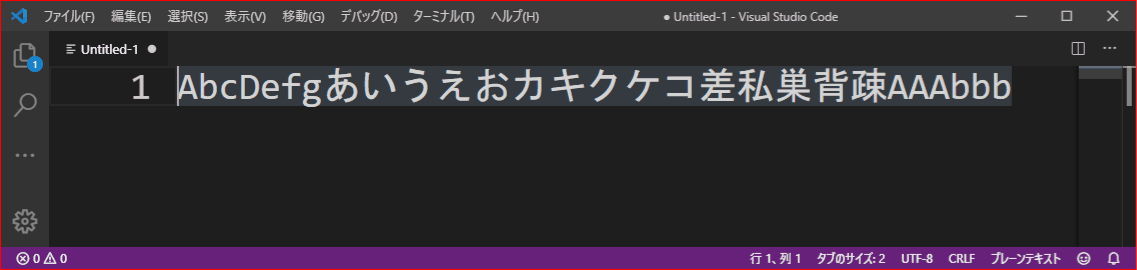 ファイル(F) 編集(E) 選択(S) 表示(V) 移動(G) デバッグ(D) ターミナル(T) ヘルプ(H) ● Untitled-1 - Visual Studio Code
1
Untitled-1 ●
1 AbcDefgあいうえおカキクケコ差私巣背疎AAAbbb
0 0 行 1、列 1 タブのサイズ: 2 UTF-8 CRLF プレーンテキスト